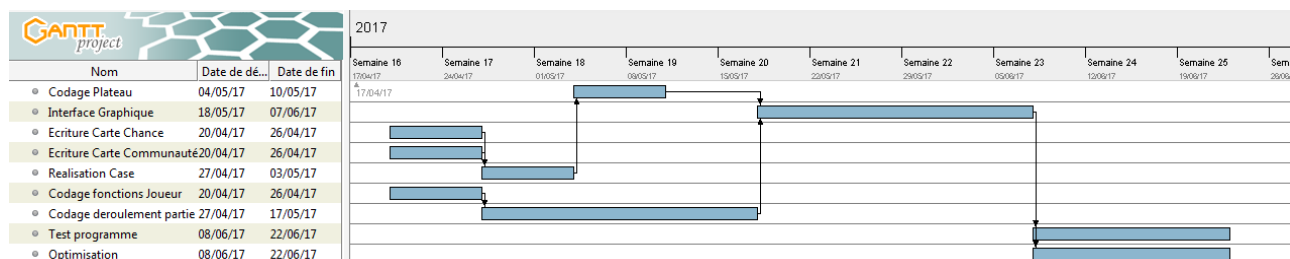 GANTT
project
2017
Semaine 16 Semaine 17 Semaine 18 Semaine 19 Semaine 20 Semaine 21 Semaine 22 Semaine 23 Semaine 24 Semaine 25 Sem
17/04/17 24/04/17 01/05/17 08/05/17 15/05/17 22/05/17 29/05/17 05/06/17 12/06/17 19/06/17 26/06/
Nom Date de dé... Date de fin
17/04/17
Codage Plateau 04/05/17 10/05/17
Interface Graphique 18/05/17 07/06/17
Ecriture Carte Chance 20/04/17 26/04/17
Ecriture Carte Communauté 20/04/17 26/04/17
Realisation Case 27/04/17 03/05/17
Codage fonctions Joueur 20/04/17 26/04/17
Codage deroulement partie 27/04/17 17/05/17
Test programme 08/06/17 22/06/17
Optimisation 08/06/17 22/06/17